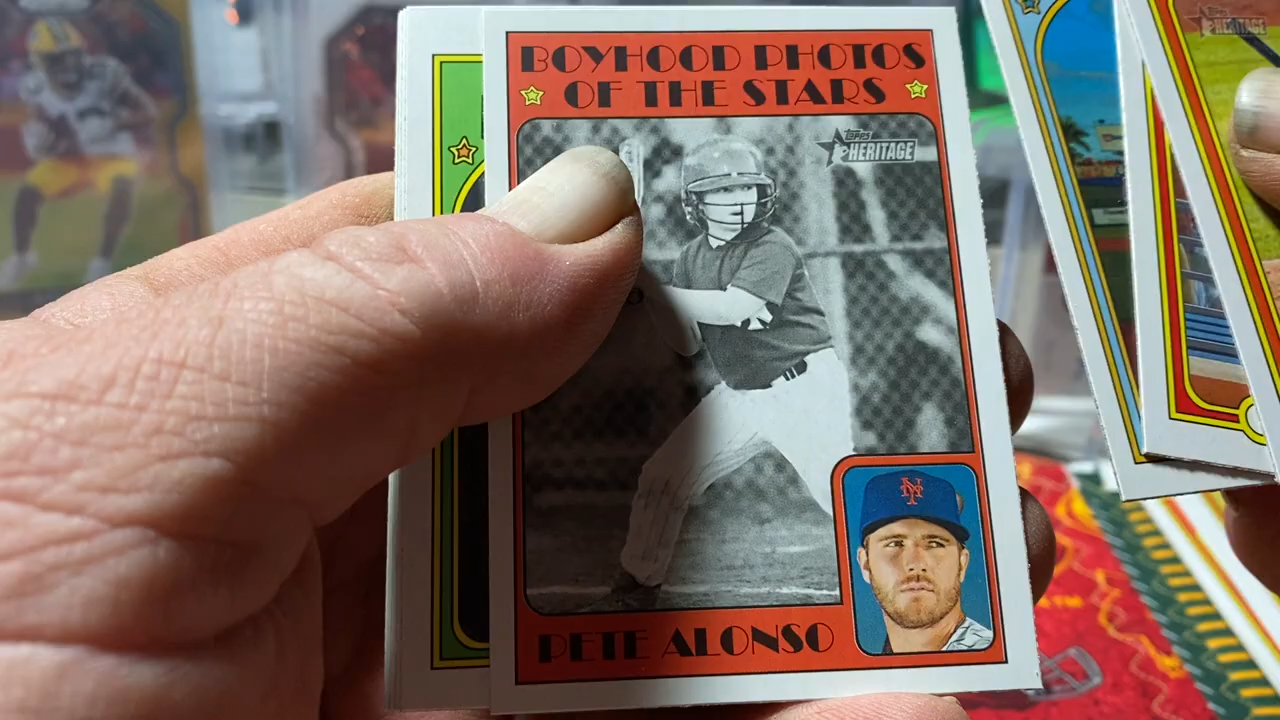 BOYHOOD PHOTOS
OF THE STARS
TOPPS
HERITAGE
NY
PETE ALONSO
TOPPS
HERITAGE